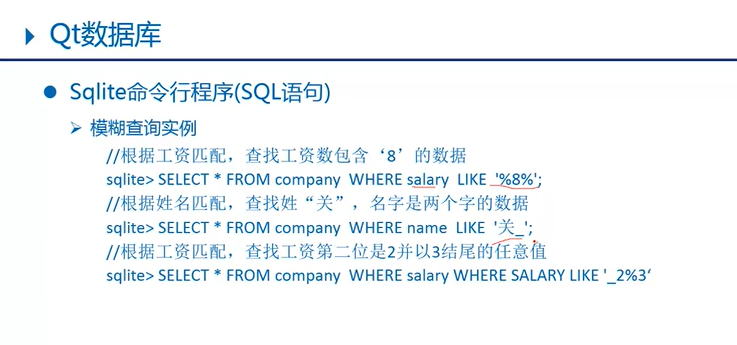 Qt数据库
Sqlite命令行程序(SQL语句)
模糊查询实例
//根据工资匹配，查找工资数包含‘8’的数据
sqlite> SELECT * FROM company WHERE salary LIKE '%8%';
//根据姓名匹配，查找姓“关”，名字是两个字的数据
sqlite> SELECT * FROM company WHERE name LIKE '关_';
//根据工资匹配，查找工资第二位是2并以3结尾的任意值
sqlite> SELECT * FROM company WHERE salary WHERE SALARY LIKE '_2%3‘